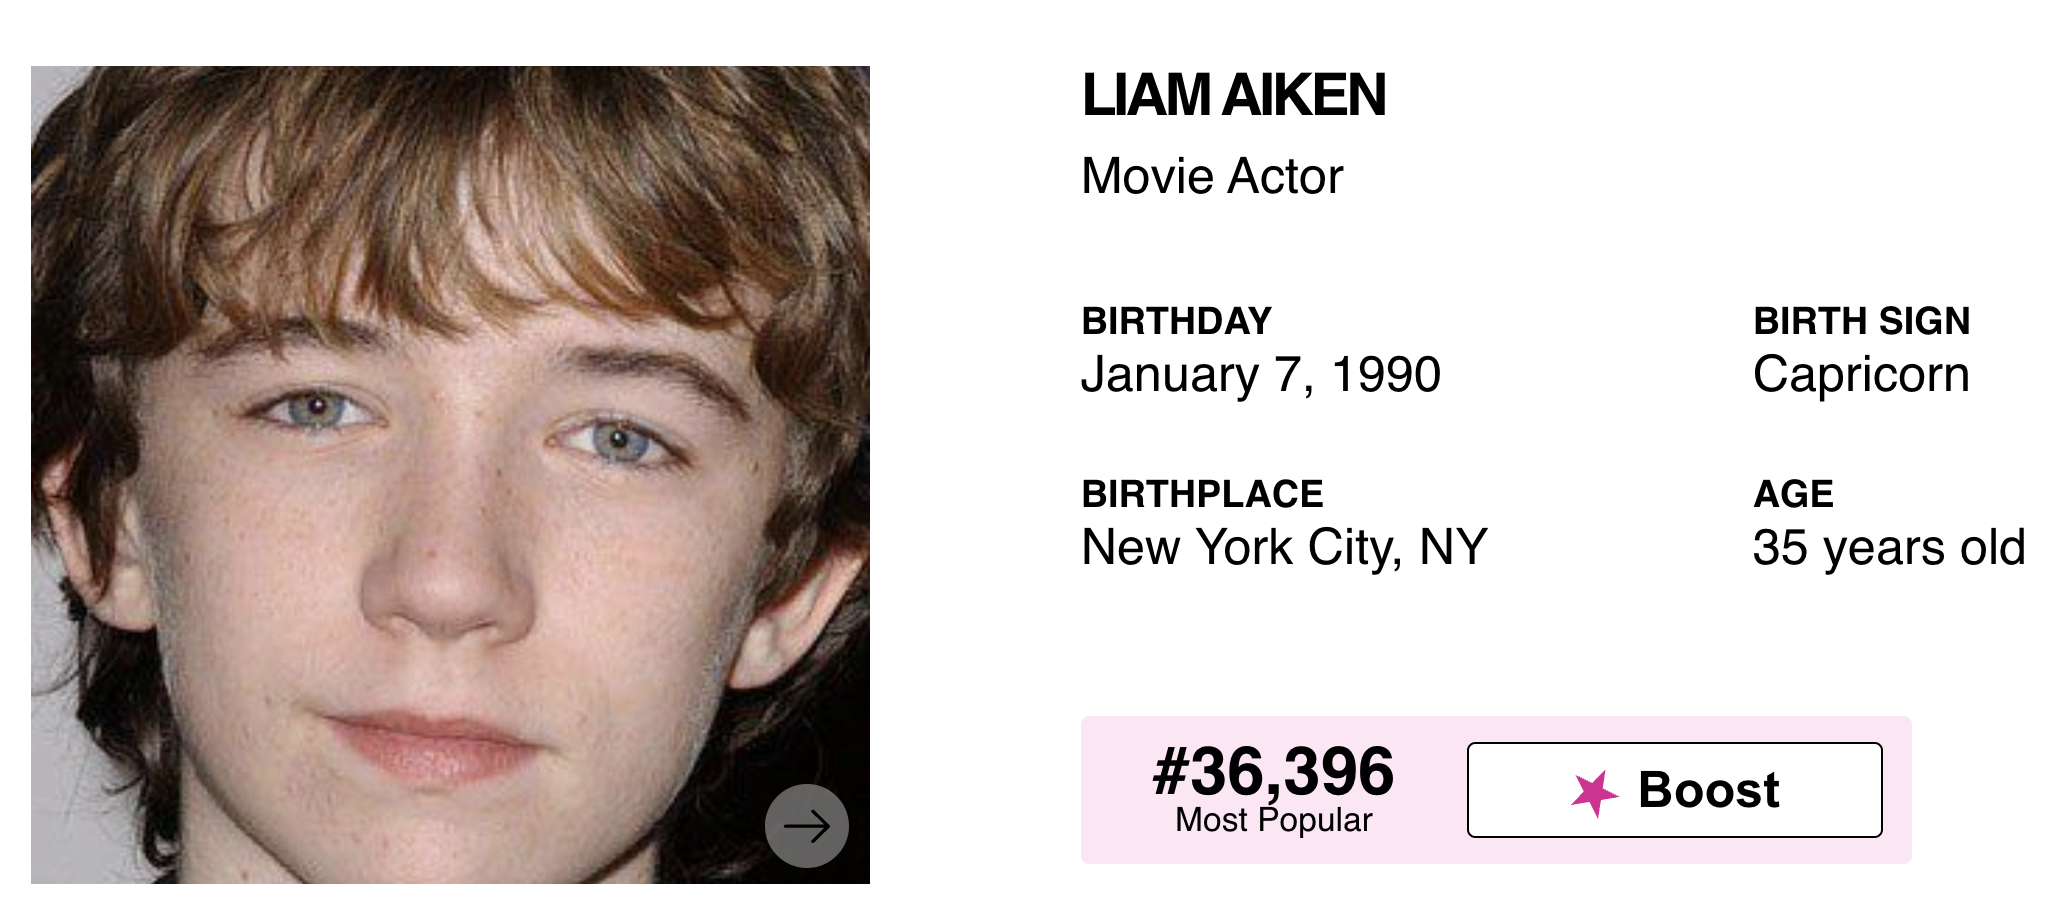 LIAM AIKEN
Movie Actor
BIRTHDAY
January 7, 1990
BIRTH SIGN
Capricorn
BIRTHPLACE
New York City, NY
AGE
35 years old
#36,396
Most Popular
Boost